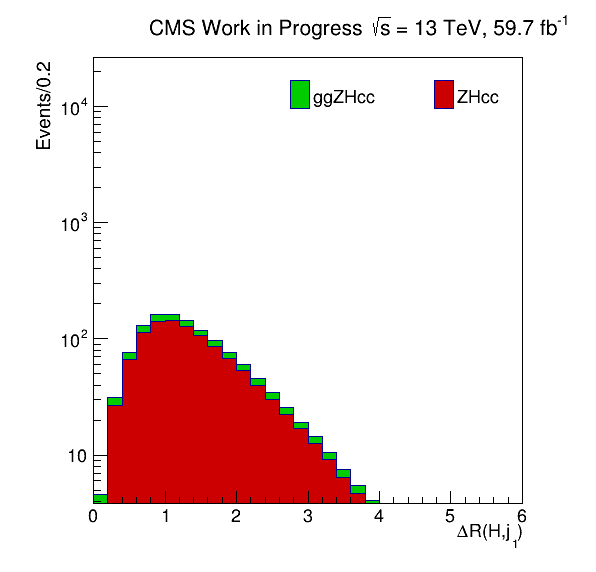 CMS Work in Progress √s = 13 TeV, 59.7 fb⁻¹
Events/0.2
ggZHcc ZHcc
10⁴
10³
10²
10
0 1 2 3 4 5 6
ΔR(H,j₁)